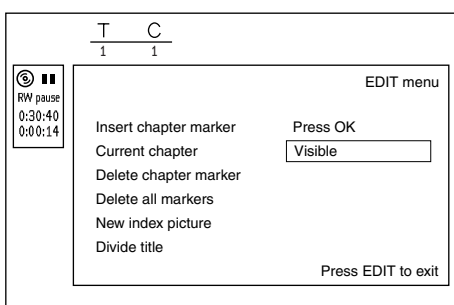 T C
1 1
RW pause
0:30:40
0:00:14
EDIT menu
Insert chapter marker Press OK
Current chapter Visible
Delete chapter marker
Delete all markers
New index picture
Divide title
Press EDIT to exit